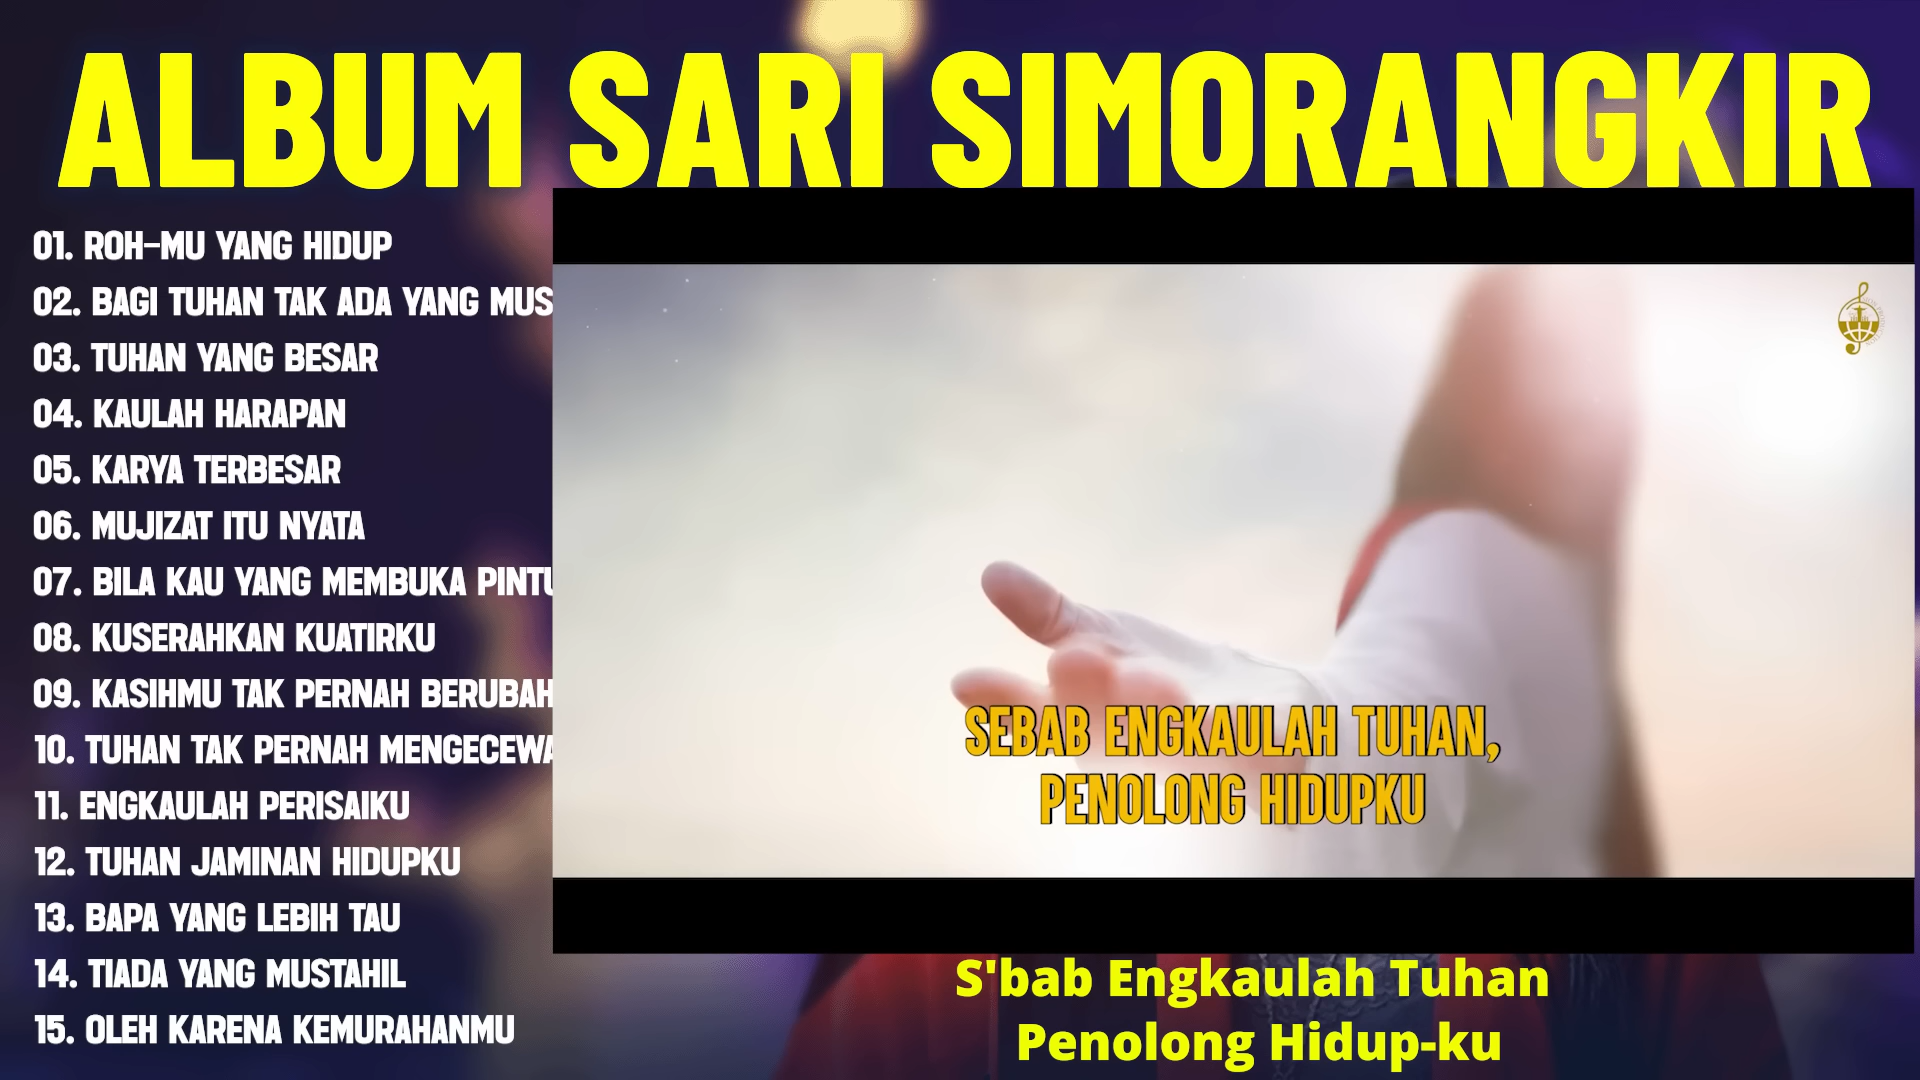 ALBUM SARI SIMORANGKIR
01. ROH-MU YANG HIDUP
02. BAGI TUHAN TAK ADA YANG MUS
03. TUHAN YANG BESAR
04. KAULAH HARAPAN
05. KARYA TERBESAR
06. MUJIZAT ITU NYATA
07. BILA KAU YANG MEMBUKA PINTU
08. KUSERAHKAN KUATIRKU
09. KASIHMU TAK PERNAH BERUBAH
10. TUHAN TAK PERNAH MENGECEWA
11. ENGKAULAH PERISAIKU
12. TUHAN JAMINAN HIDUPKU
13. BAPA YANG LEBIH TAU
14. TIADA YANG MUSTAHIL
15. OLEH KARENA KEMURAHANMU
SEBAB ENGKAULAH TUHAN,
PENOLONG HIDUPKU
S'bab Engkaulah Tuhan
Penolong Hidup-ku